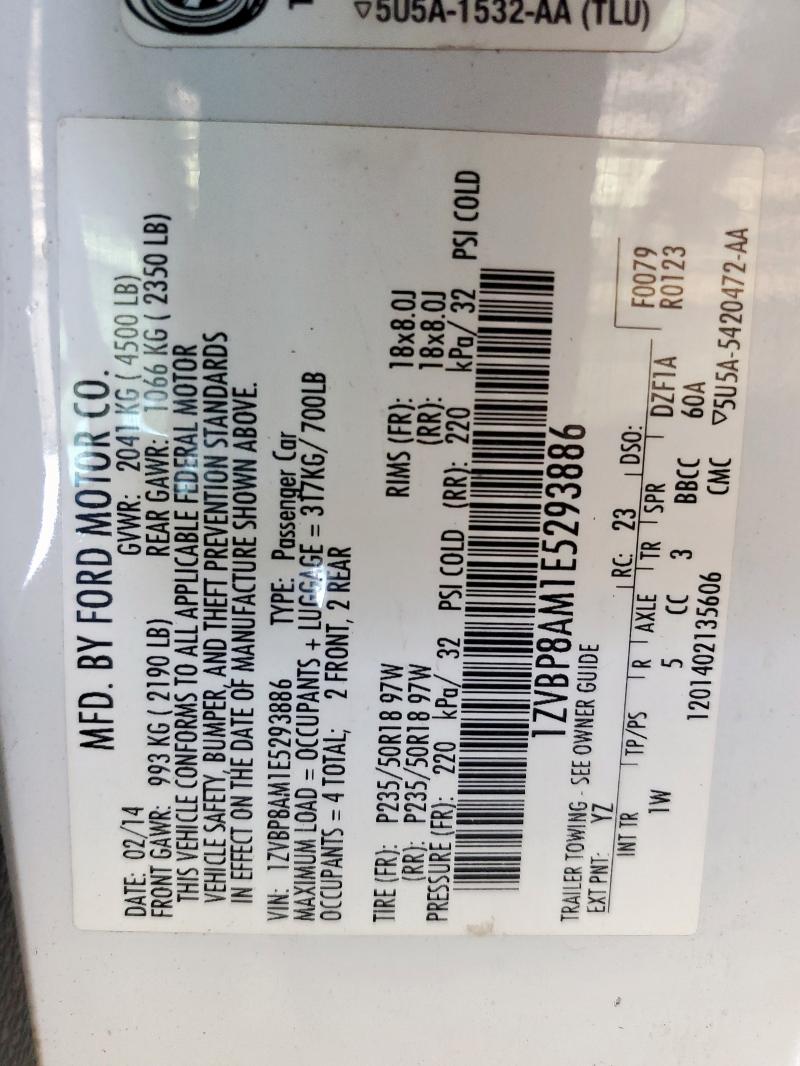 ▽5U5A-1532-AA (TLU)
MFD. BY FORD MOTOR CO.
DATE: 02/14 GVWR: 2041 KG ( 4500 LB)
FRONT GAWR: 993 KG ( 2190 LB) REAR GAWR: 1066 KG ( 2350 LB)
THIS VEHICLE CONFORMS TO ALL APPLICABLE FEDERAL MOTOR
VEHICLE SAFETY, BUMPER, AND THEFT PREVENTION STANDARDS
IN EFFECT ON THE DATE OF MANUFACTURE SHOWN ABOVE.
VIN: 1ZVBP8AM1E5293886 TYPE: Passenger Car
MAXIMUM LOAD = OCCUPANTS + LUGGAGE = 317KG/ 700LB
OCCUPANTS = 4 TOTAL; 2 FRONT, 2 REAR
TIRE (FR): P235/50R18 97W RIMS (FR): 18x8.0J
(RR): P235/50R18 97W (RR): 18x8.0J
PRESSURE (FR): 220 kPa/ 32 PSI COLD (RR): 220 kPa/ 32 PSI COLD
1ZVBP8AM1E5293886
TRAILER TOWING - SEE OWNER GUIDE
EXT PNT: YZ RC: 23 DSO: F0079
INT TR TP/PS R AXLE TR SPR DZF1A R0123
1W 5 CC 3 BBCC 60A
1201402135606 CMC ▽5U5A-5420472-AA